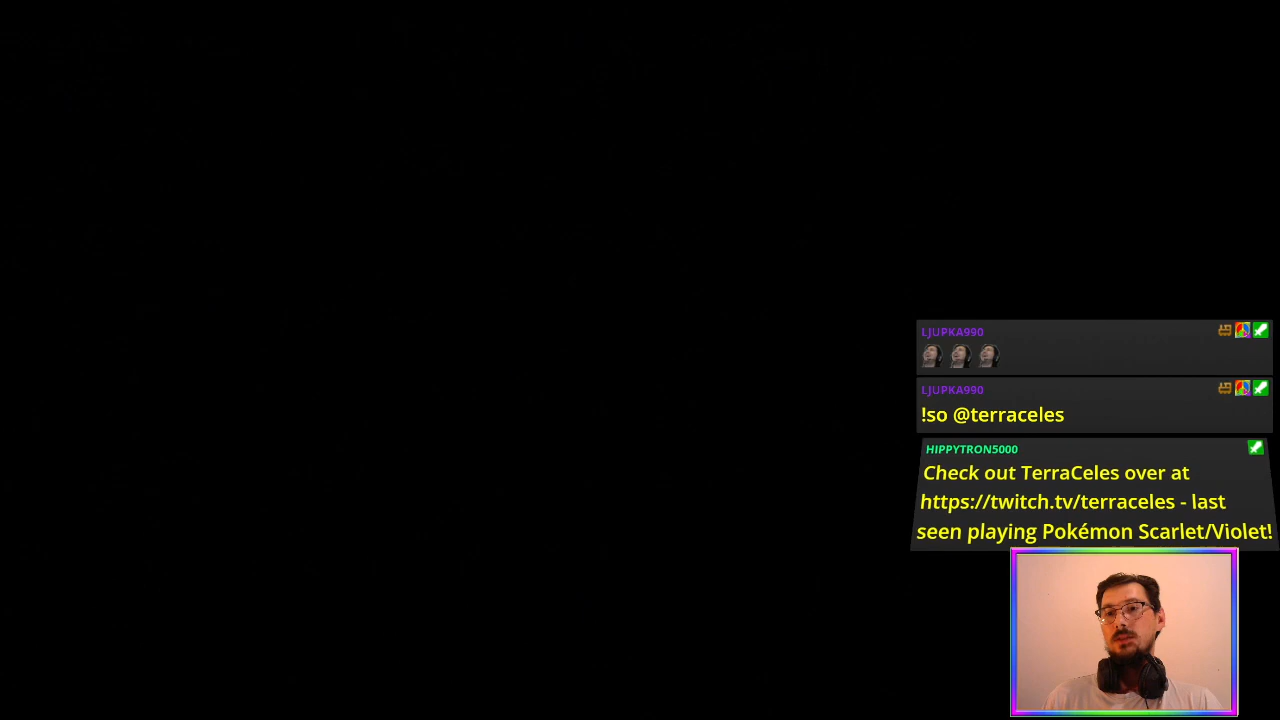 LJUPKA990
LJUPKA990
!so @terraceles
HIPPYTRON5000
Check out TerraCeles over at
https://twitch.tv/terraceles - last
seen playing Pokémon Scarlet/Violet!